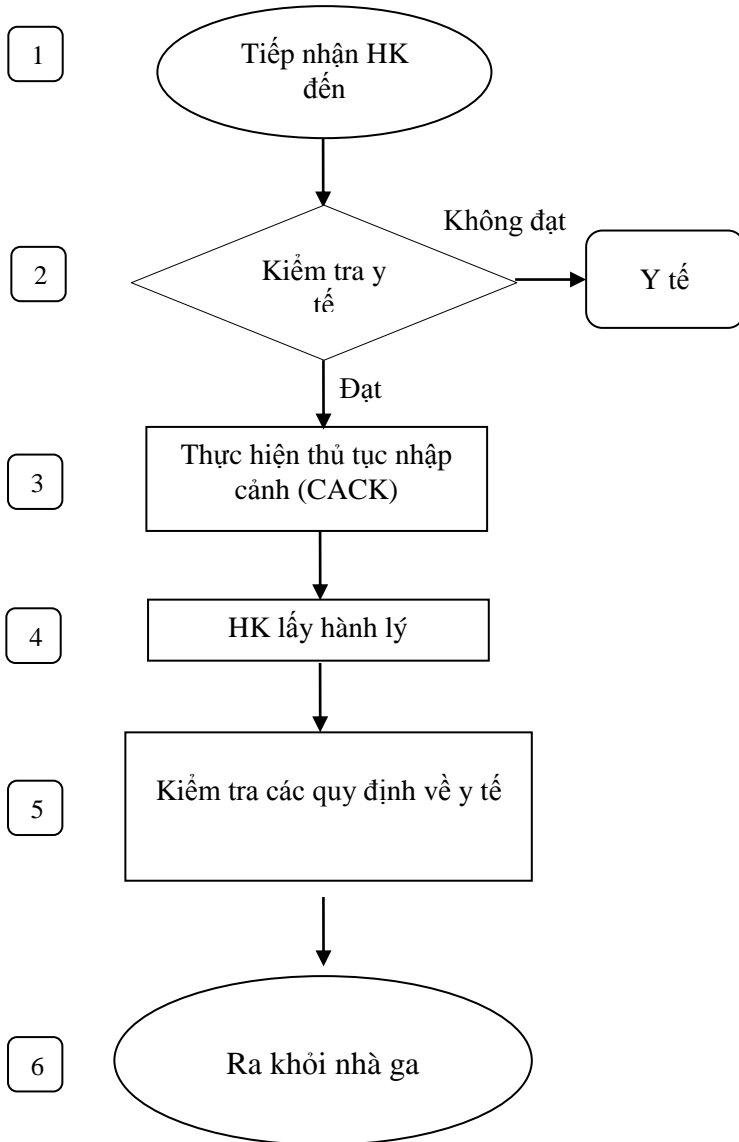 1
Tiếp nhận HK
đến
Không đạt
2
Kiểm tra y
tế
Y tế
Đạt
3
Thực hiện thủ tục nhập
cảnh (CACK)
4
HK lấy hành lý
5
Kiểm tra các quy định về y tế
6
Ra khỏi nhà ga